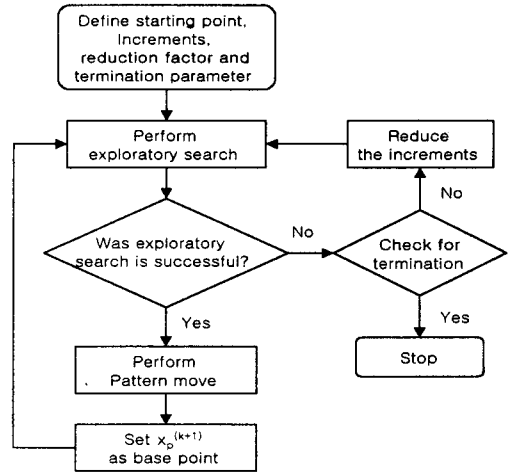 Define starting point,
Increments,
reduction factor and
termination parameter
Perform
exploratory search
Reduce
the increments
No
Was exploratory
search is successful?
No
Check for
termination
Yes
Yes
Stop
Perform
Pattern move
Set xₚ⁽ᵏ⁺¹⁾
as base point